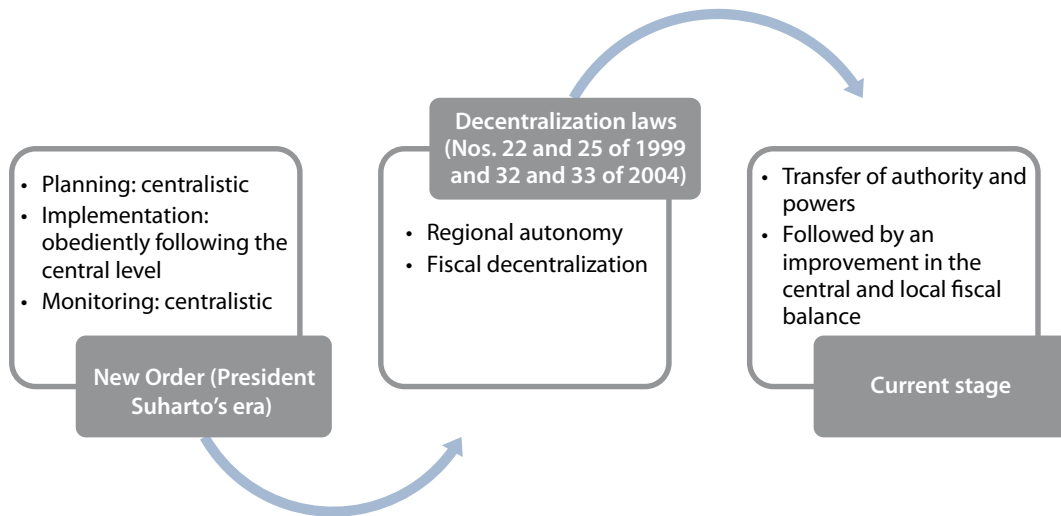 • Planning: centralistic
• Implementation:
obediently following the
central level
• Monitoring: centralistic
New Order (President
Suharto’s era)
Decentralization laws
(Nos. 22 and 25 of 1999
and 32 and 33 of 2004)
• Regional autonomy
• Fiscal decentralization
• Transfer of authority and
powers
• Followed by an
improvement in the
central and local fiscal
balance
Current stage